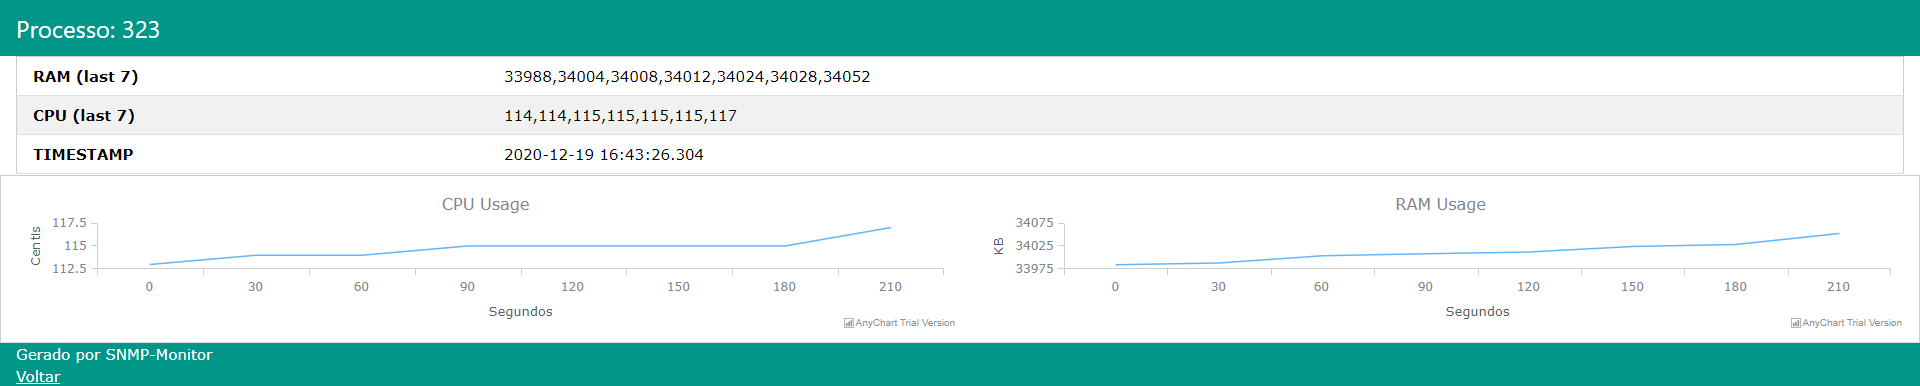 Processo: 323
RAM (last 7) 33988,34004,34008,34012,34024,34028,34052
CPU (last 7) 114,114,115,115,115,115,117
TIMESTAMP 2020-12-19 16:43:26.304
CPU Usage
117.5
115
112.5
Centis
0 30 60 90 120 150 180 210
Segundos
AnyChart Trial Version
RAM Usage
34075
34025
33975
KB
0 30 60 90 120 150 180 210
Segundos
AnyChart Trial Version
Gerado por SNMP-Monitor
Voltar